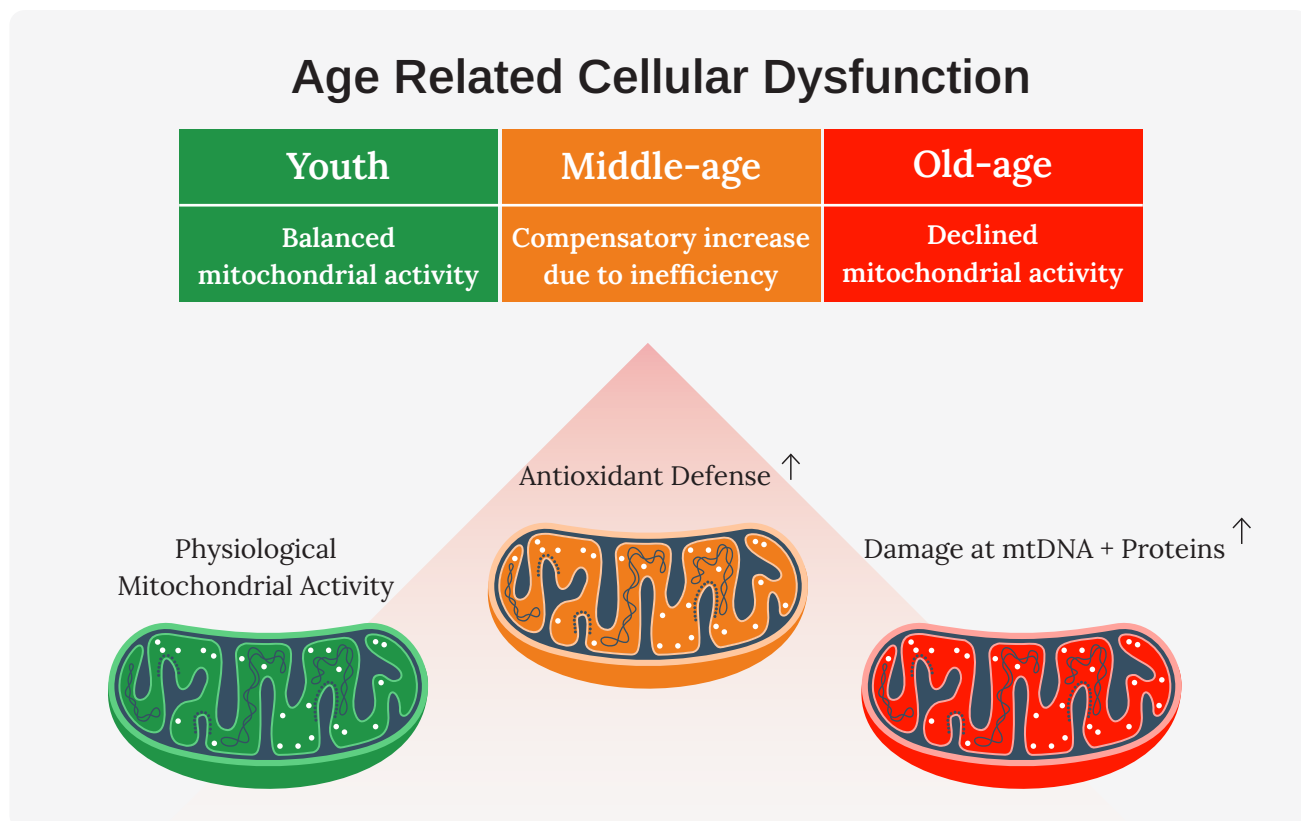 Age Related Cellular Dysfunction
Youth
Middle-age
Old-age
Balanced
mitochondrial activity
Compensatory increase
due to inefficiency
Declined
mitochondrial activity
Antioxidant Defense ↑
Physiological
Mitochondrial Activity
Damage at mtDNA + Proteins ↑